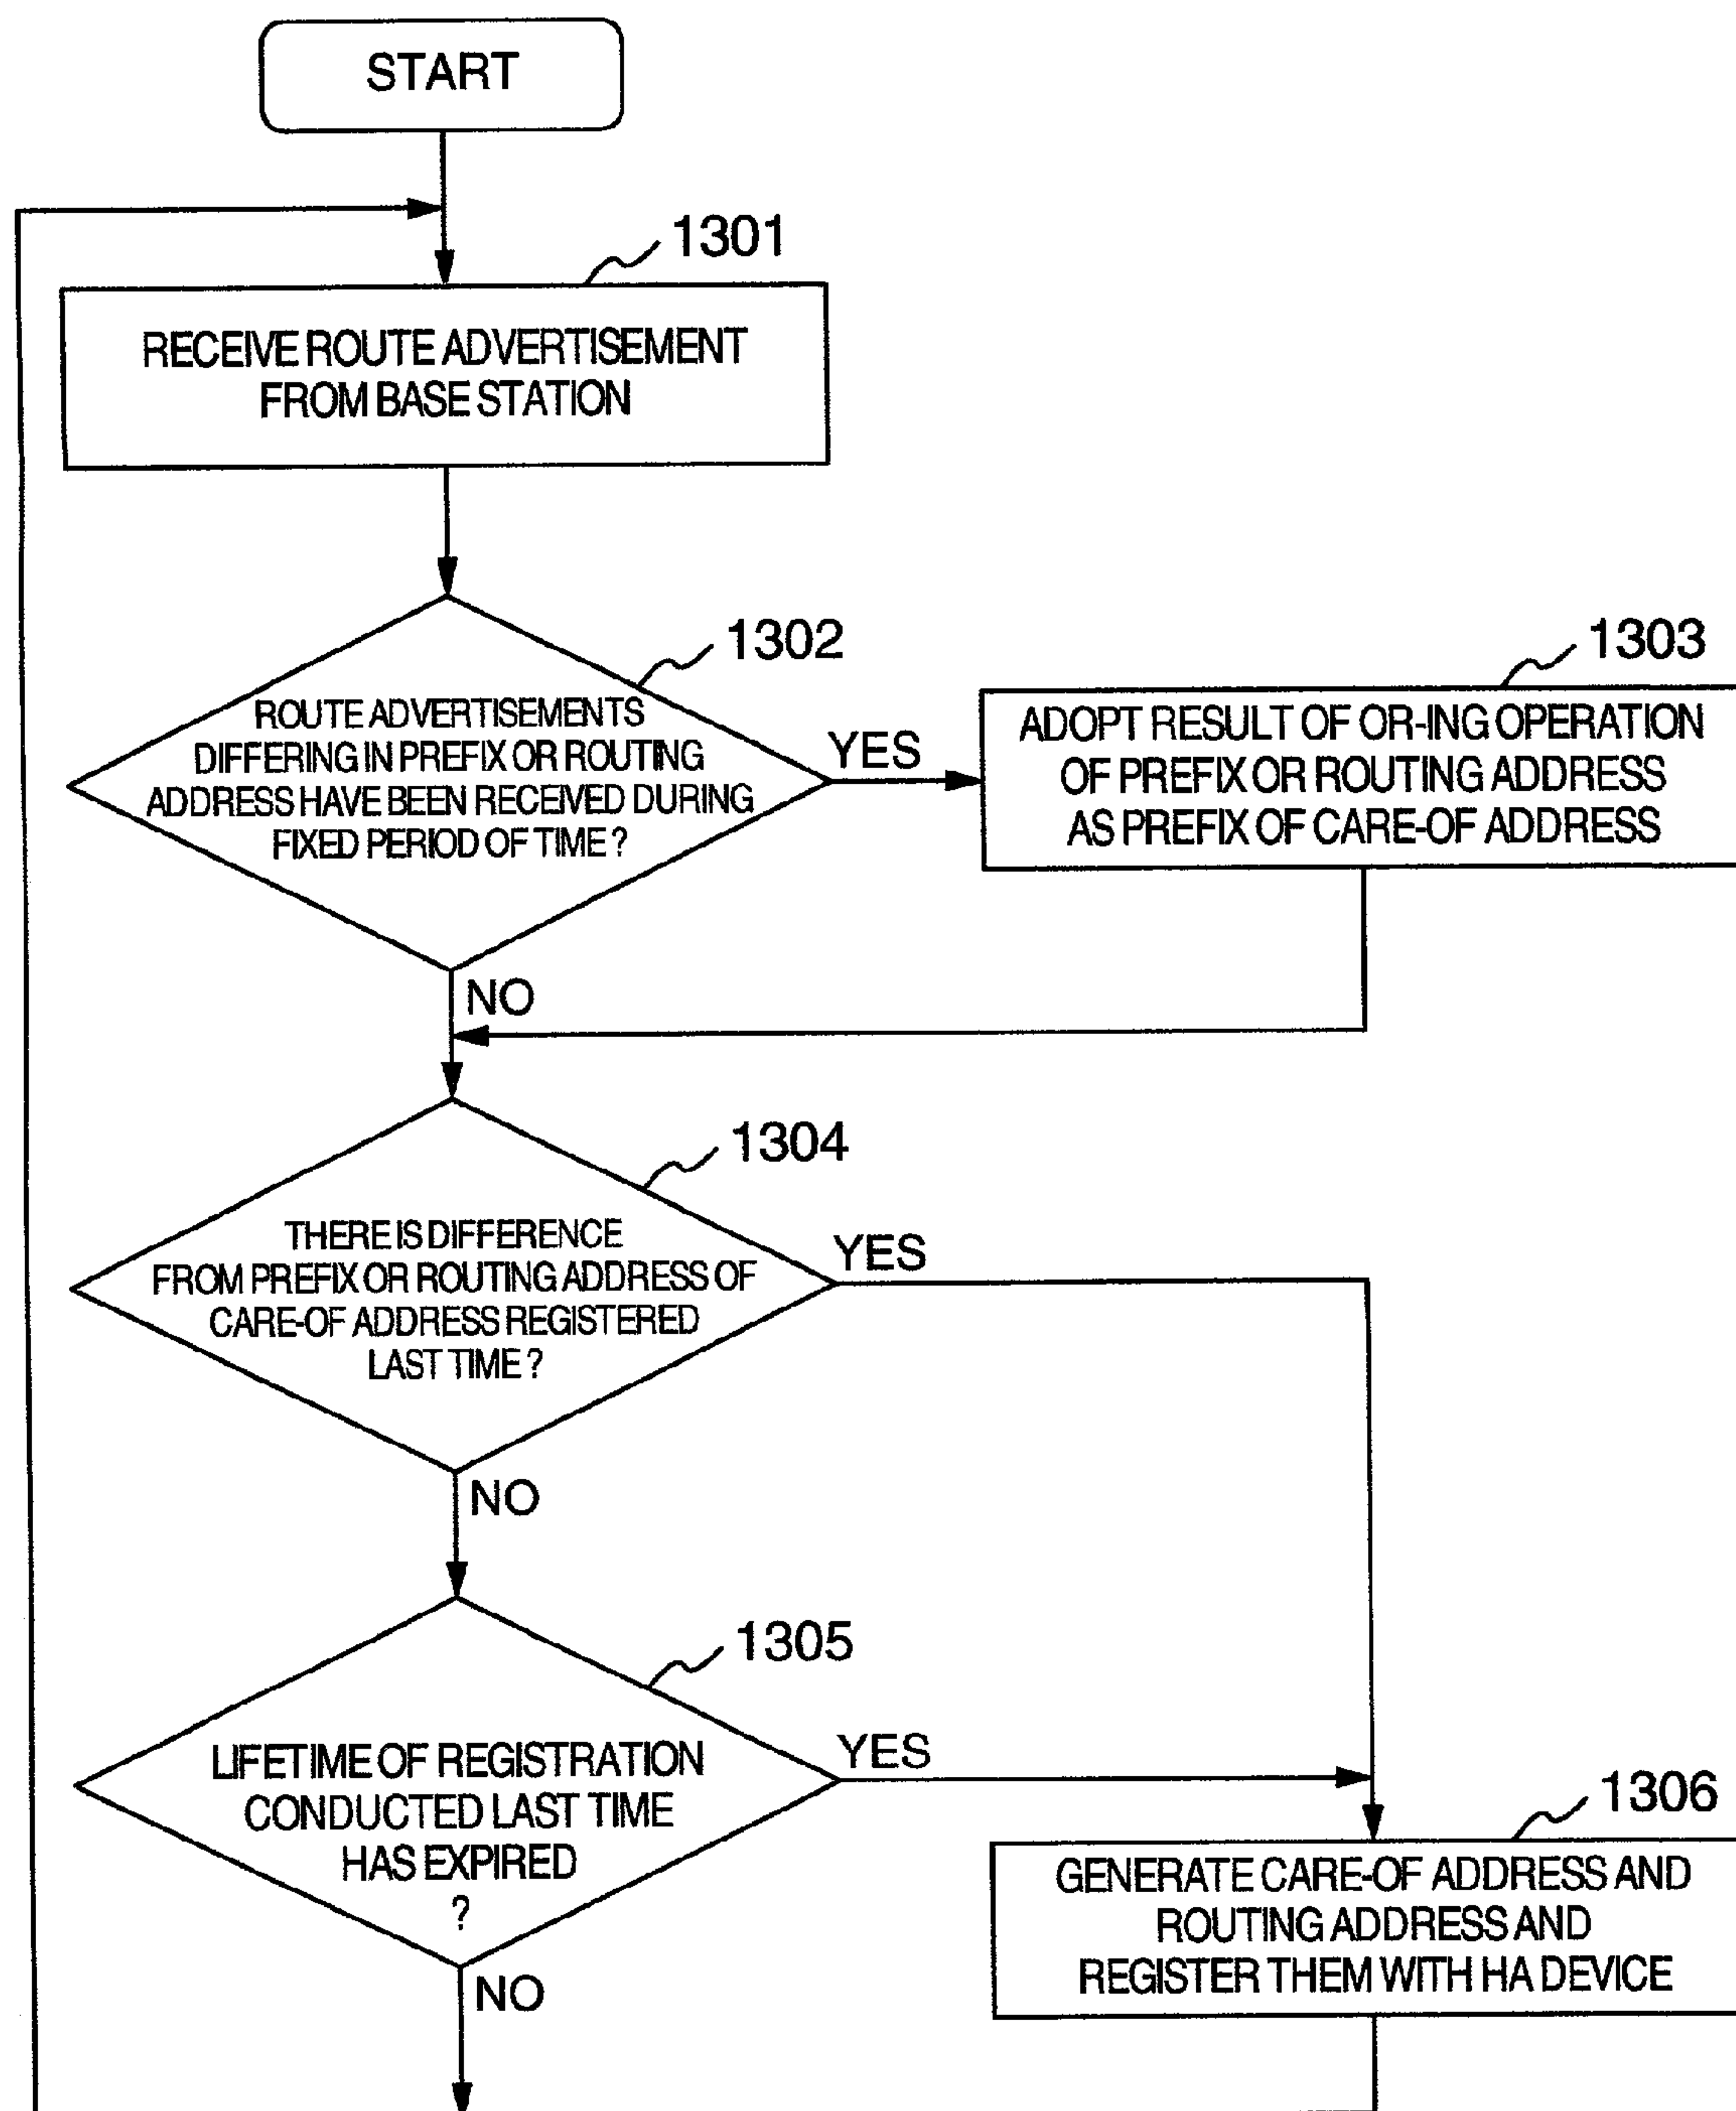 START
1301
RECEIVE ROUTE ADVERTISEMENT
FROM BASE STATION
1302
ROUTE ADVERTISEMENTS
DIFFERING IN PREFIX OR ROUTING
ADDRESS HAVE BEEN RECEIVED DURING
FIXED PERIOD OF TIME?
YES
1303
ADOPT RESULT OF OR-ING OPERATION
OF PREFIX OR ROUTING ADDRESS
AS PREFIX OF CARE-OF ADDRESS
NO
1304
THERE IS DIFFERENCE
FROM PREFIX OR ROUTING ADDRESS OF
CARE-OF ADDRESS REGISTERED
LAST TIME?
YES
NO
1305
LIFETIME OF REGISTRATION
CONDUCTED LAST TIME
HAS EXPIRED
?
YES
1306
GENERATE CARE-OF ADDRESS AND
ROUTING ADDRESS AND
REGISTER THEM WITH HA DEVICE
NO